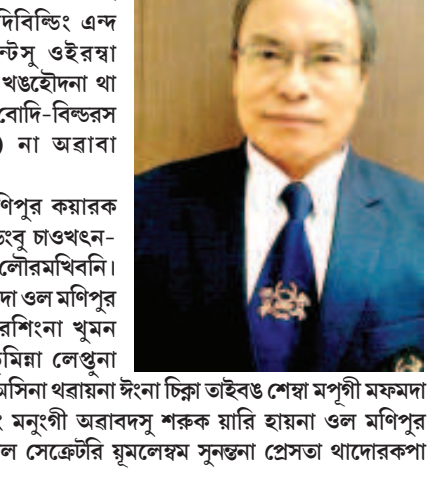 দিবিল্ডিং এন্দ
ন্টসু ওইরম্বা
খঙহৌদনা থা
বোদি-বিল্ডরস
) না অৱাবা
ণিপুর কয়ারক
ংবু চাওখৎন-
লৌরমখিবনি।
দা ওল মণিপুর
রশিংনা খুমন
মিন্না লেপ্তুনা
মসিনা থৱায়না ঈংনা চিক্না তাইবঙ শেম্বা মপূগী মফমদা
মনুংগী অৱাবদসু শরুক য়ারি হায়না ওল মণিপুর
ল সেক্রেটরি য়ূমলেম্বম সুনন্তনা প্রেসতা থাদোরকপা